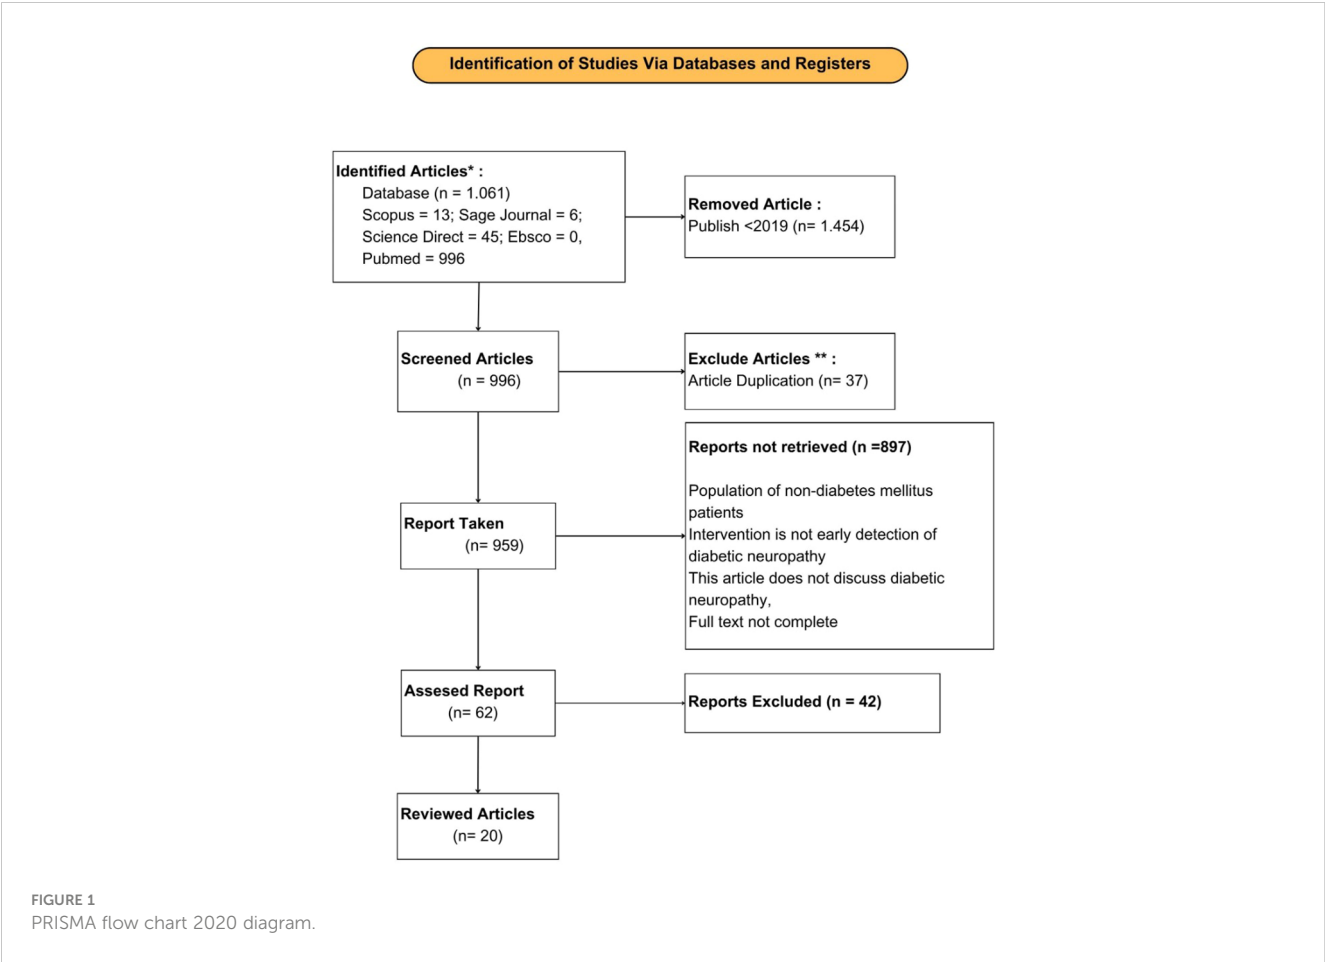 Identification of Studies Via Databases and Registers
Identified Articles* :
Database (n = 1.061)
Scopus = 13; Sage Journal = 6;
Science Direct = 45; Ebsco = 0,
Pubmed = 996
Removed Article :
Publish <2019 (n= 1.454)
Screened Articles
(n = 996)
Exclude Articles ** :
Article Duplication (n= 37)
Reports not retrieved (n =897)
Population of non-diabetes mellitus
patients
Intervention is not early detection of
diabetic neuropathy
This article does not discuss diabetic
neuropathy,
Full text not complete
Report Taken
(n= 959)
Assesed Report
(n= 62)
Reports Excluded (n = 42)
Reviewed Articles
(n= 20)
FIGURE 1
PRISMA flow chart 2020 diagram.